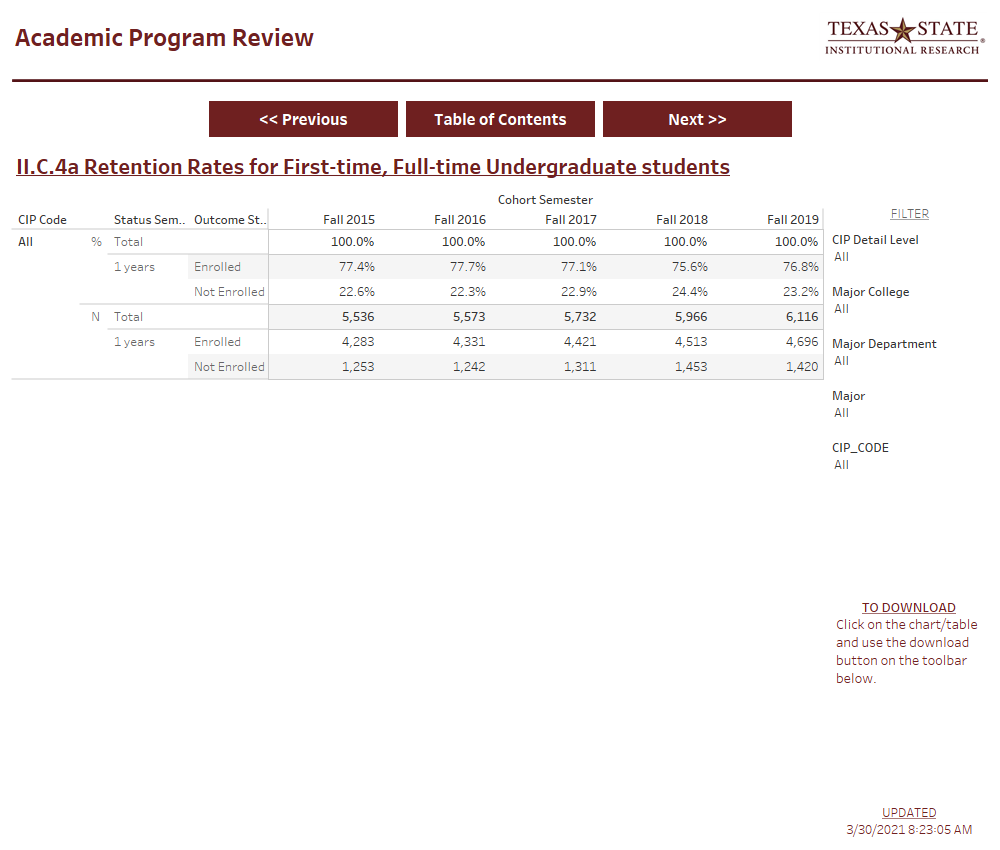 Academic Program Review
TEXAS STATE®
INSTITUTIONAL RESEARCH
<< Previous
Table of Contents
Next >>
II.C.4a Retention Rates for First-time, Full-time Undergraduate students
Cohort Semester
CIP Code Status Sem.. Outcome St.. Fall 2015 Fall 2016 Fall 2017 Fall 2018 Fall 2019
All % Total 100.0% 100.0% 100.0% 100.0% 100.0%
1 years Enrolled 77.4% 77.7% 77.1% 75.6% 76.8%
Not Enrolled 22.6% 22.3% 22.9% 24.4% 23.2%
N Total 5,536 5,573 5,732 5,966 6,116
1 years Enrolled 4,283 4,331 4,421 4,513 4,696
Not Enrolled 1,253 1,242 1,311 1,453 1,420
FILTER
CIP Detail Level
All
Major College
All
Major Department
All
Major
All
CIP_CODE
All
TO DOWNLOAD
Click on the chart/table
and use the download
button on the toolbar
below.
UPDATED
3/30/2021 8:23:05 AM